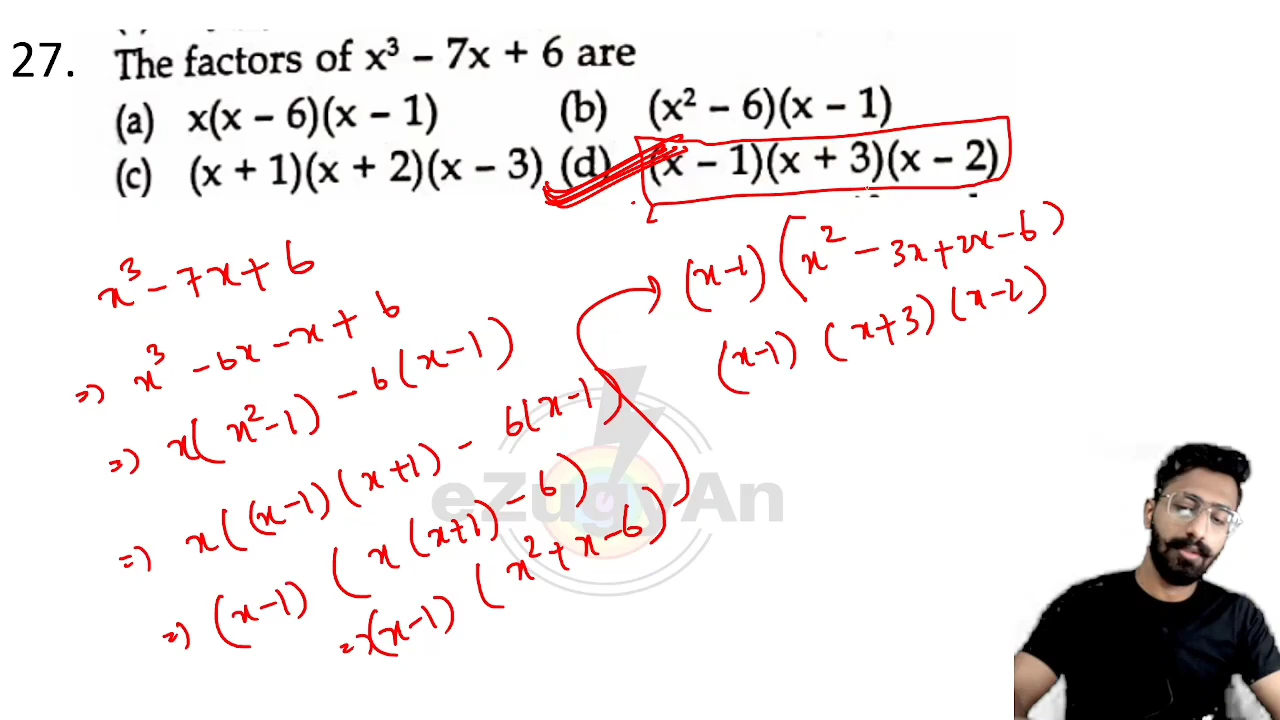 27. The factors of x³ – 7x + 6 are
(a) x(x – 6)(x – 1) (b) (x² – 6)(x – 1)
(c) (x + 1)(x + 2)(x – 3) (d) (x – 1)(x + 3)(x – 2)
x³ – 7x + 6
=) x³ – 6x – x + 6
=) x(x² – 1) – 6(x – 1)
=) x((x – 1)(x + 1) – 6(x – 1)
=) (x – 1)(x(x + 1) – 6)
=) (x – 1)(x² + x – 6)
(x – 1)(x² – 3x + 2x – 6)
(x – 1)(x + 3)(x – 2)
eZugyAn